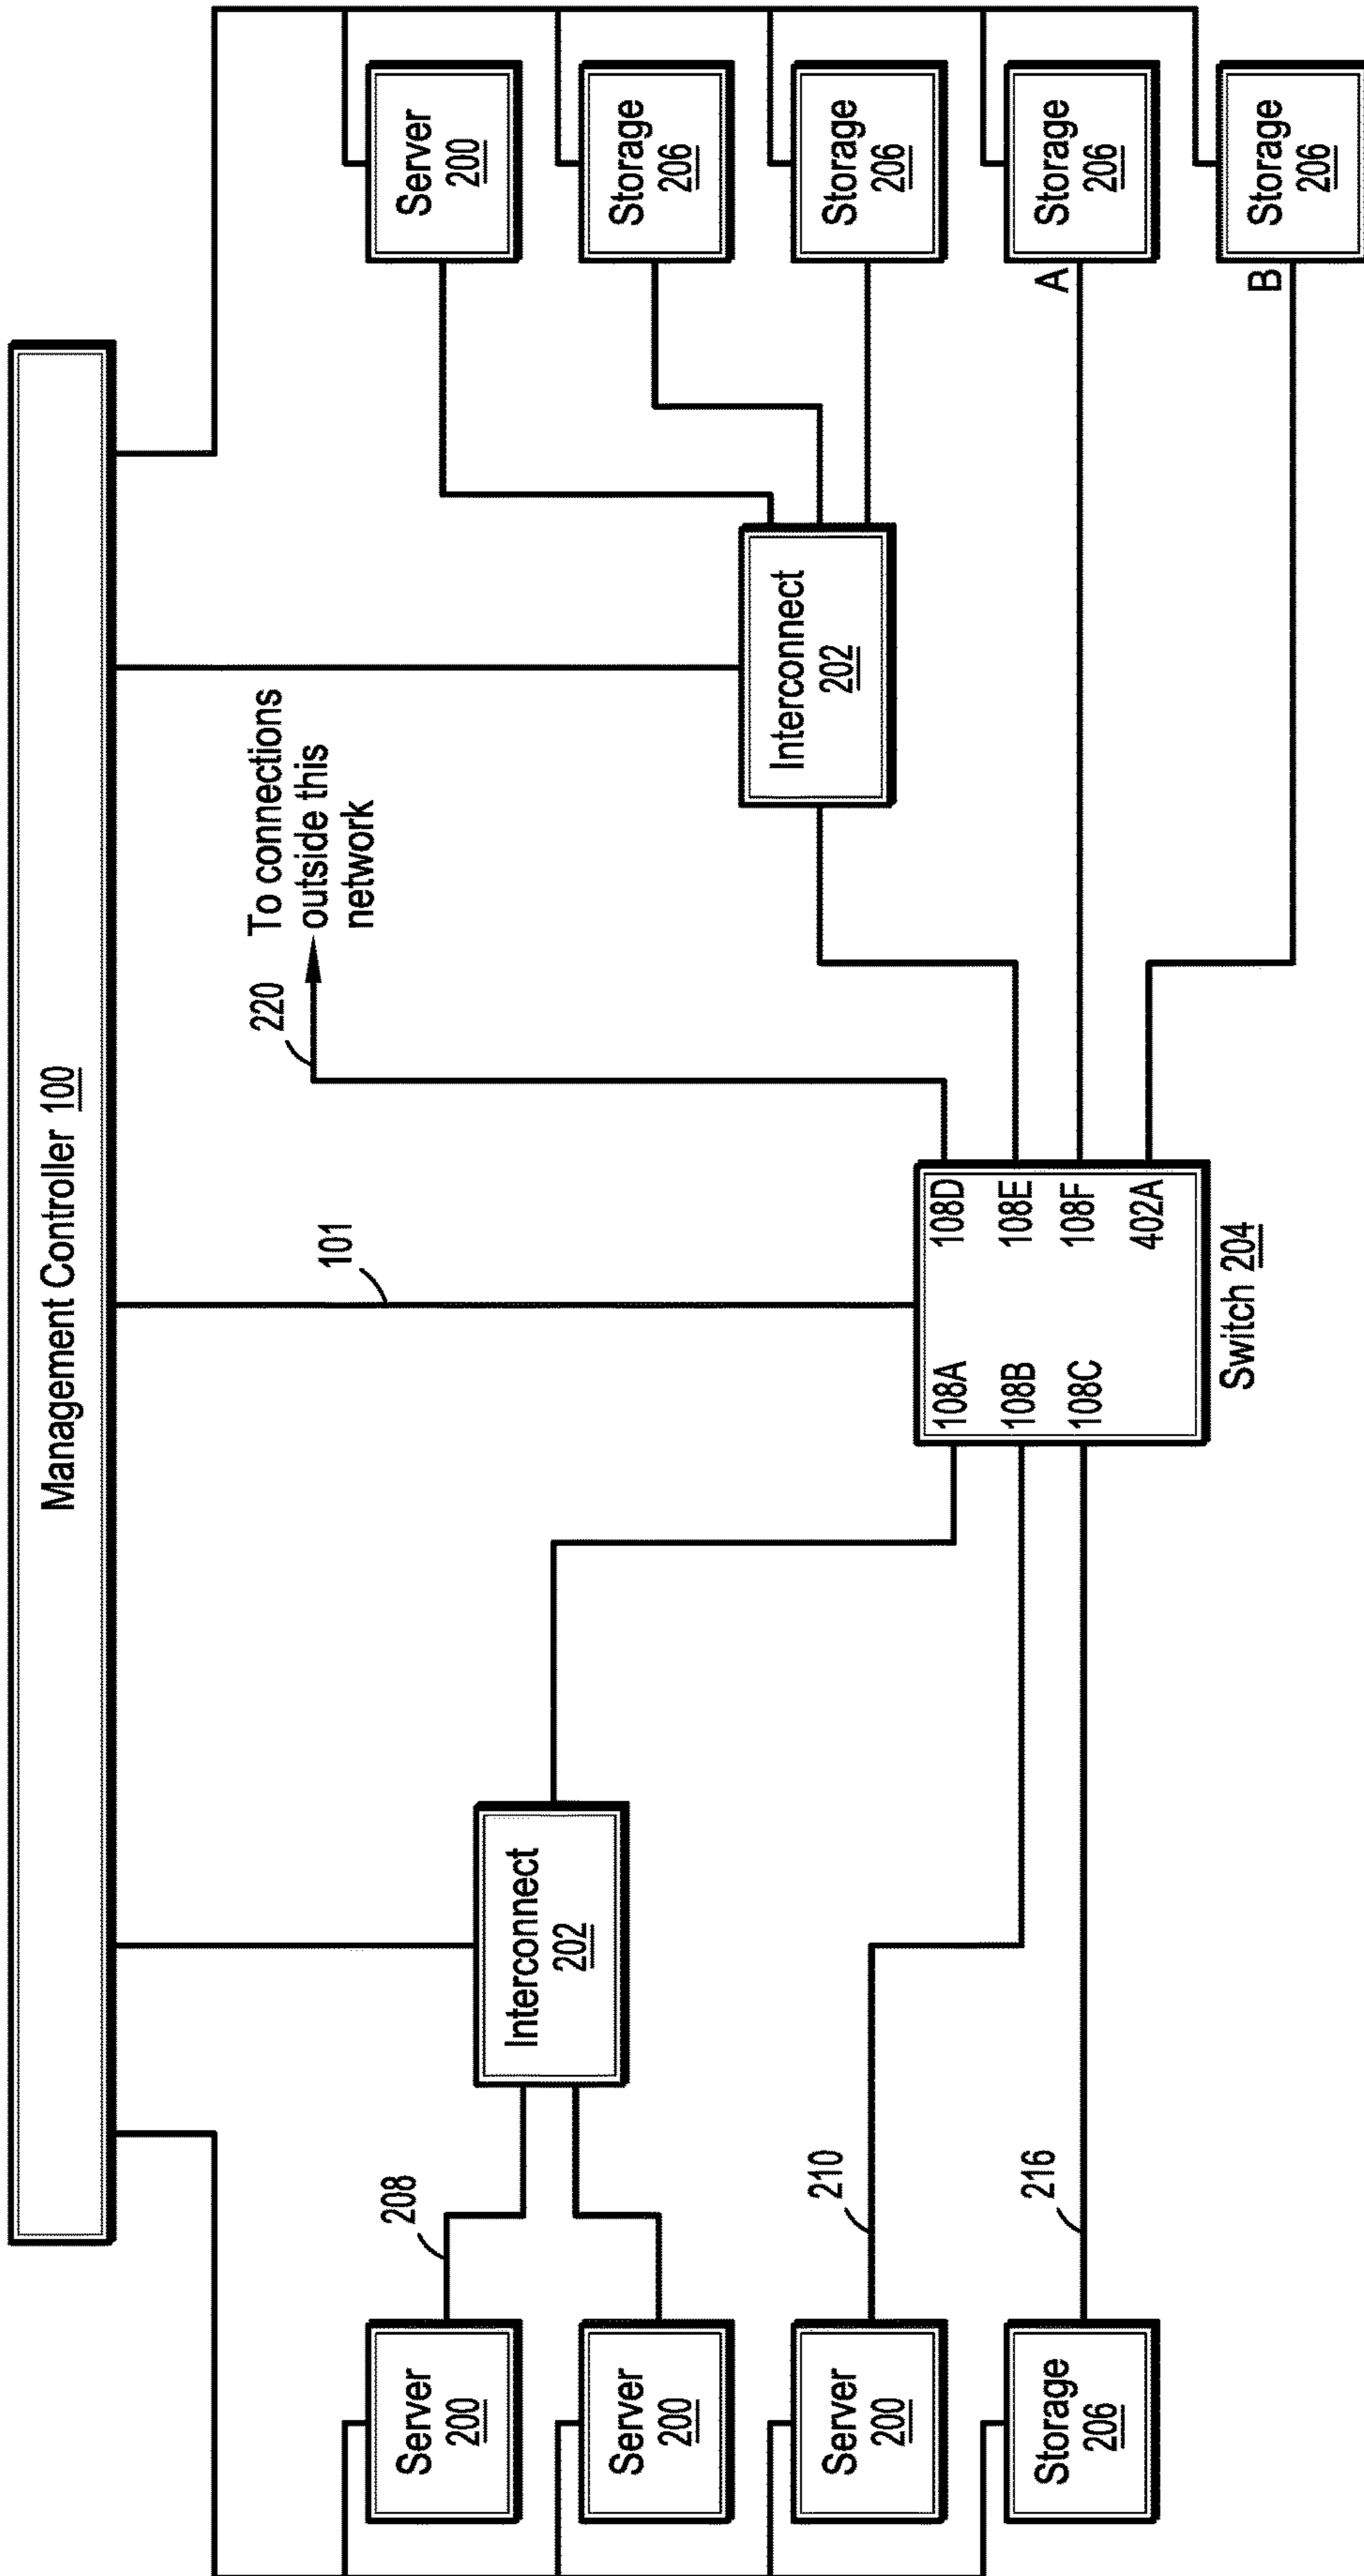 Management Controller 100
101
220
To connections
outside this
network
Server
200
208
Interconnect
202
Server
200
Server
200
210
Storage
206
216
108A
108B
108C
108D
108E
108F
402A
Switch 204
Interconnect
202
Server
200
Storage
206
Storage
206
A
Storage
206
B
Storage
206